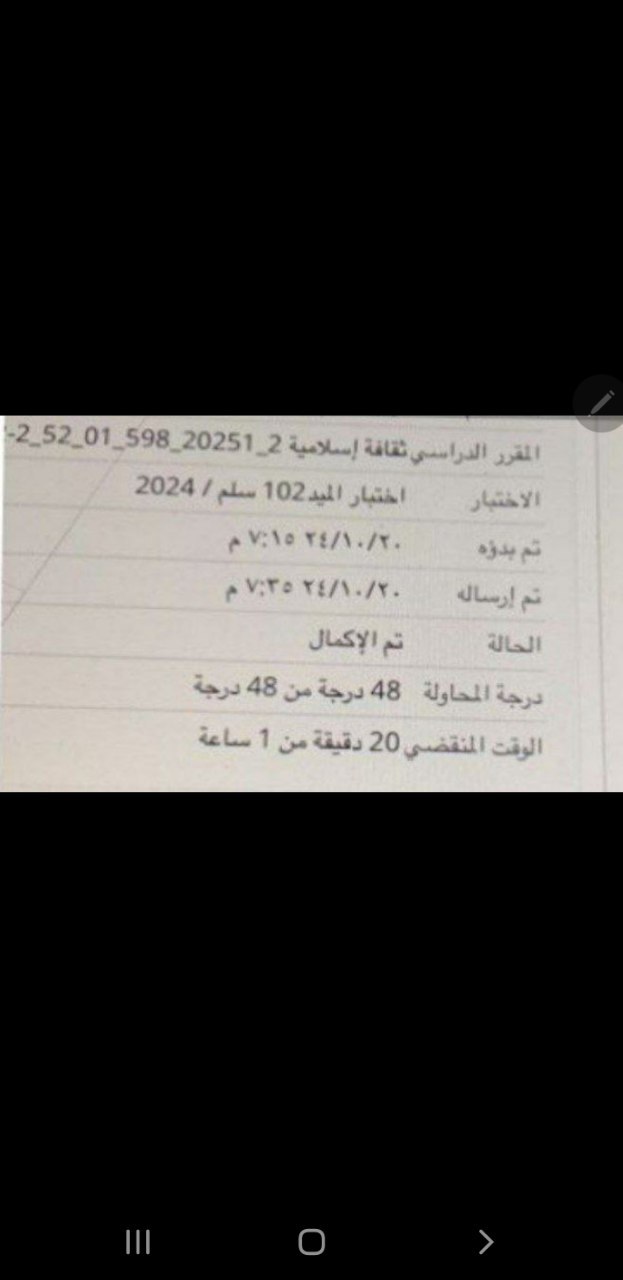 المقرر الدراسي ثقافة إسلامية 2_20251_598_01_52_2-
الاختبار اختبار الميد102 سلم / 2024
تم بدؤه ٢٤/١٠/٢٠ ٧:١٥ م
تم إرساله ٢٤/١٠/٢٠ ٧:٣٥ م
الحالة تم الإكمال
درجة المحاولة 48 درجة من 48 درجة
الوقت المنقضي 20 دقيقة من 1 ساعة